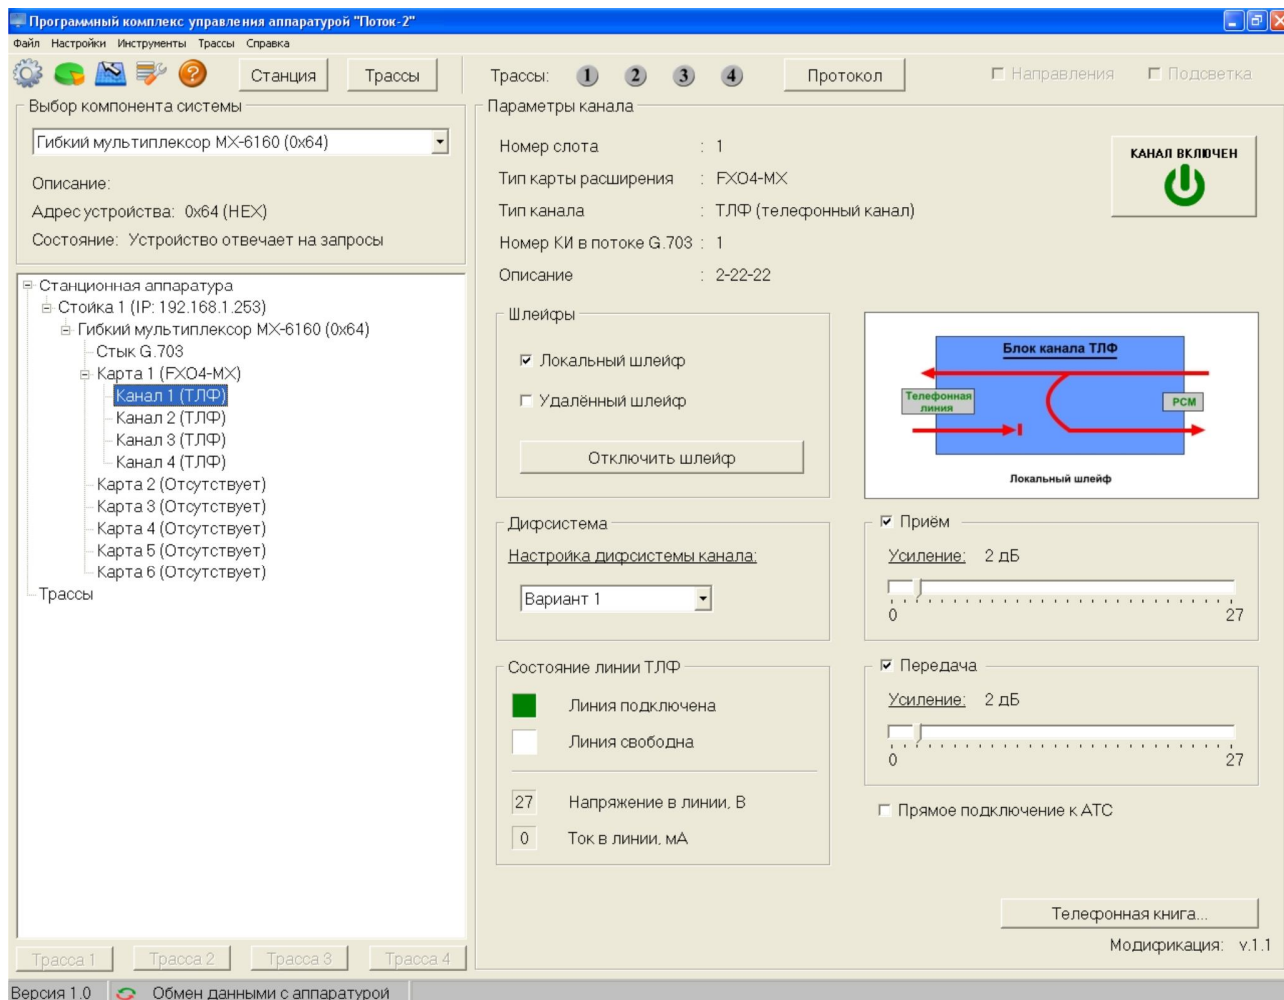 Программный комплекс управления аппаратурой "Поток-2"
Файл Настройки Инструменты Трассы Справка
Станция Трассы Трассы: 1 2 3 4 Протокол Направления Подсветка
Выбор компонента системы
Гибкий мультиплексор МХ-6160 (0x64)
Описание:
Адрес устройства: 0x64 (HEX)
Состояние: Устройство отвечает на запросы
Станционная аппаратура
Стойка 1 (IP: 192.168.1.253)
Гибкий мультиплексор МХ-6160 (0x64)
Стык G.703
Карта 1 (FXO4-MX)
Канал 1 (ТЛФ)
Канал 2 (ТЛФ)
Канал 3 (ТЛФ)
Канал 4 (ТЛФ)
Карта 2 (Отсутствует)
Карта 3 (Отсутствует)
Карта 4 (Отсутствует)
Карта 5 (Отсутствует)
Карта 6 (Отсутствует)
Трассы
Трасса 1 Трасса 2 Трасса 3 Трасса 4
Параметры канала
Номер слота : 1
Тип карты расширения : FXO4-MX
Тип канала : ТЛФ (телефонный канал)
Номер КИ в потоке G.703 : 1
Описание : 2-22-22
КАНАЛ ВКЛЮЧЕН
Шлейфы
Локальный шлейф
Удалённый шлейф
Отключить шлейф
Блок канала ТЛФ
Телефонная
линия
PCM
Локальный шлейф
Дифсистема
Настройка дифсистемы канала:
Вариант 1
Приём
Усиление: 2 дБ
0 27
Состояние линии ТЛФ
Линия подключена
Линия свободна
27 Напряжение в линии, В
0 Ток в линии, мА
Передача
Усиление: 2 дБ
0 27
Прямое подключение к АТС
Телефонная книга...
Модификация: v.1.1
Версия 1.0 Обмен данными с аппаратурой